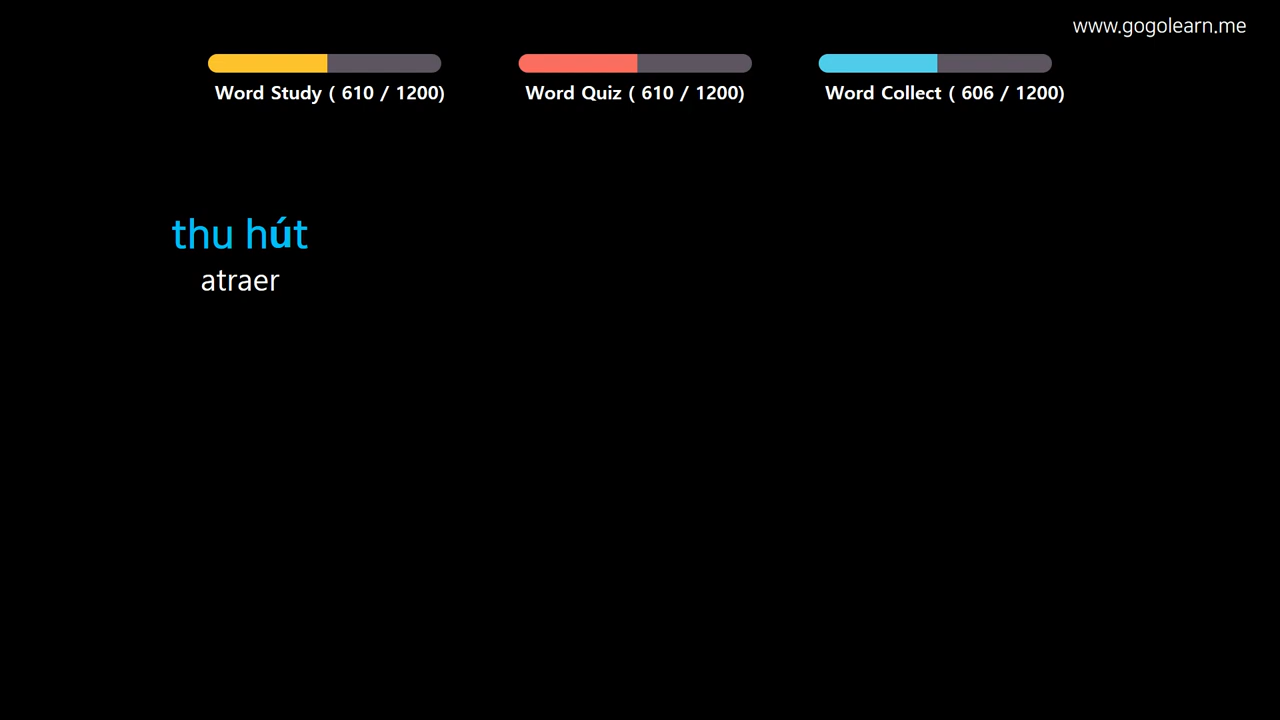 www.gogolearn.me
Word Study ( 610 / 1200)
Word Quiz ( 610 / 1200)
Word Collect ( 606 / 1200)
thu hút
atraer